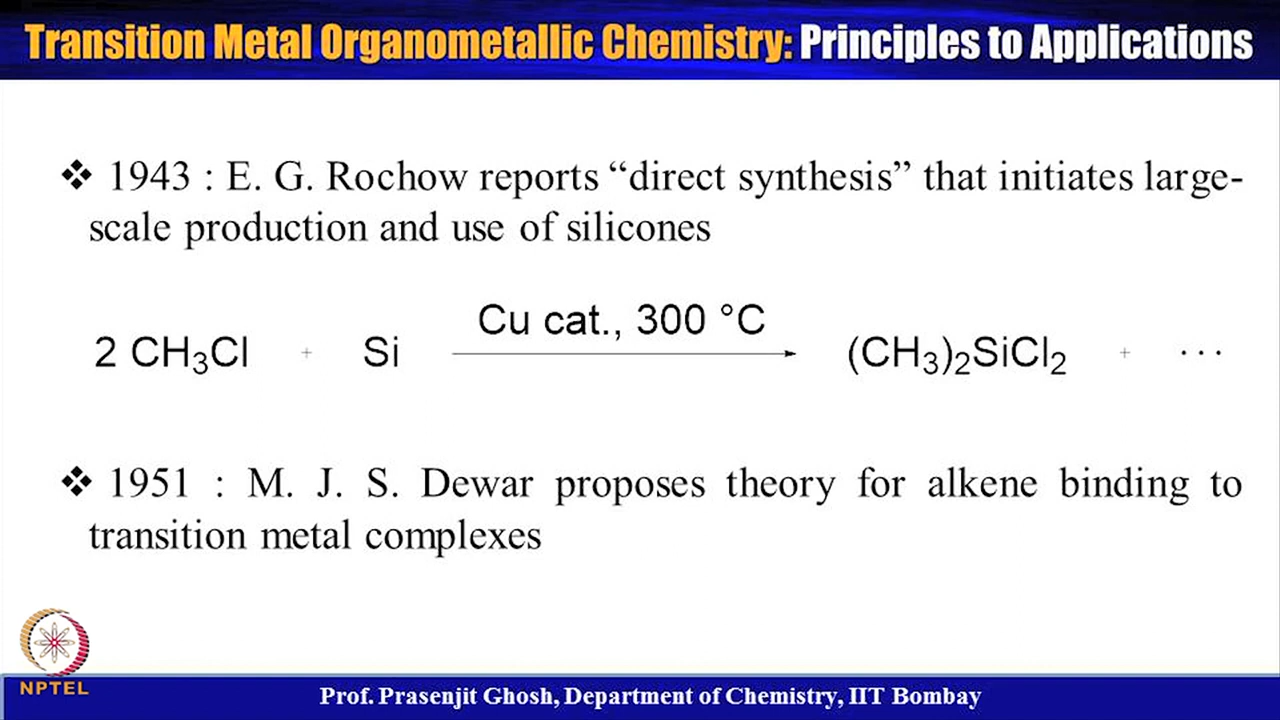 Transition Metal Organometallic Chemistry: Principles to Applications
❖ 1943 : E. G. Rochow reports “direct synthesis” that initiates large-
scale production and use of silicones
Cu cat., 300 °C
2 CH₃Cl + Si (CH₃)₂SiCl₂ + ...
❖ 1951 : M. J. S. Dewar proposes theory for alkene binding to
transition metal complexes
NPTEL
Prof. Prasenjit Ghosh, Department of Chemistry, IIT Bombay